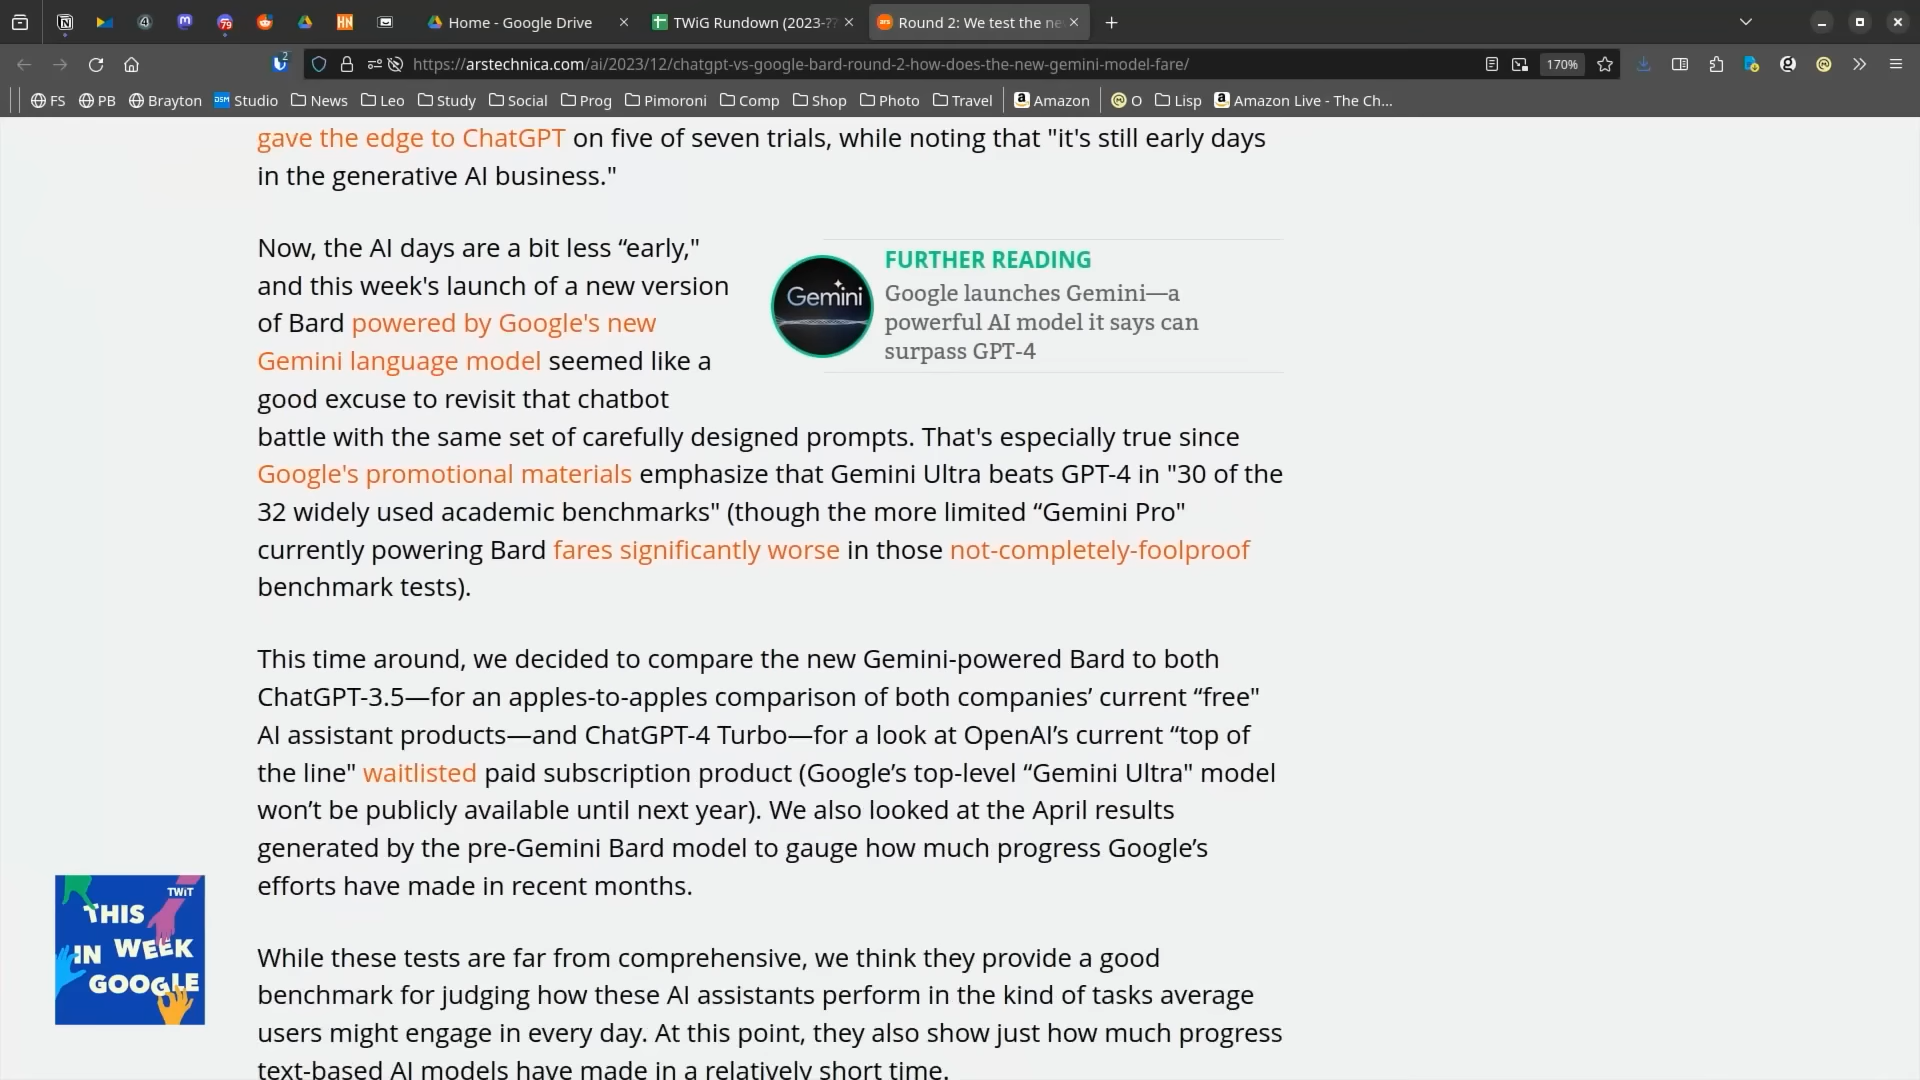 Home - Google Drive
TWiG Rundown (2023-??
Round 2: We test the ne
79
HN
2
https://arstechnica.com/ai/2023/12/chatgpt-vs-google-bard-round-2-how-does-the-new-gemini-model-fare/
170%
FS
PB
Brayton
DSM
Studio
News
Leo
Study
Social
Prog
Pimoroni
Comp
Shop
Photo
Travel
Amazon
O
Lisp
Amazon Live - The Ch...
gave the edge to ChatGPT on five of seven trials, while noting that "it's still early days
in the generative AI business."
Now, the AI days are a bit less “early,"
and this week's launch of a new version
of Bard powered by Google's new
Gemini language model seemed like a
good excuse to revisit that chatbot
Gemini
FURTHER READING
Google launches Gemini—a
powerful AI model it says can
surpass GPT-4
battle with the same set of carefully designed prompts. That's especially true since
Google's promotional materials emphasize that Gemini Ultra beats GPT-4 in "30 of the
32 widely used academic benchmarks" (though the more limited “Gemini Pro"
currently powering Bard fares significantly worse in those not-completely-foolproof
benchmark tests).
This time around, we decided to compare the new Gemini-powered Bard to both
ChatGPT-3.5—for an apples-to-apples comparison of both companies’ current “free"
AI assistant products—and ChatGPT-4 Turbo—for a look at OpenAI’s current “top of
the line" waitlisted paid subscription product (Google’s top-level “Gemini Ultra" model
won’t be publicly available until next year). We also looked at the April results
generated by the pre-Gemini Bard model to gauge how much progress Google’s
efforts have made in recent months.
While these tests are far from comprehensive, we think they provide a good
benchmark for judging how these AI assistants perform in the kind of tasks average
users might engage in every day. At this point, they also show just how much progress
text-based AI models have made in a relatively short time.
TWiT
THIS
IN WEEK
GOOGLE